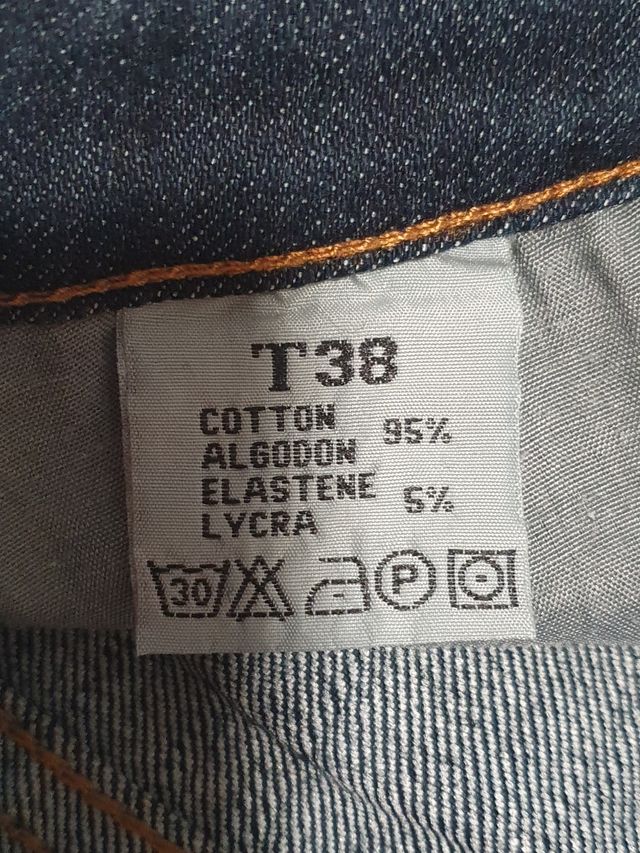 T38
COTTON 95%
ALGODON
ELASTENE 5%
LYCRA
30 P